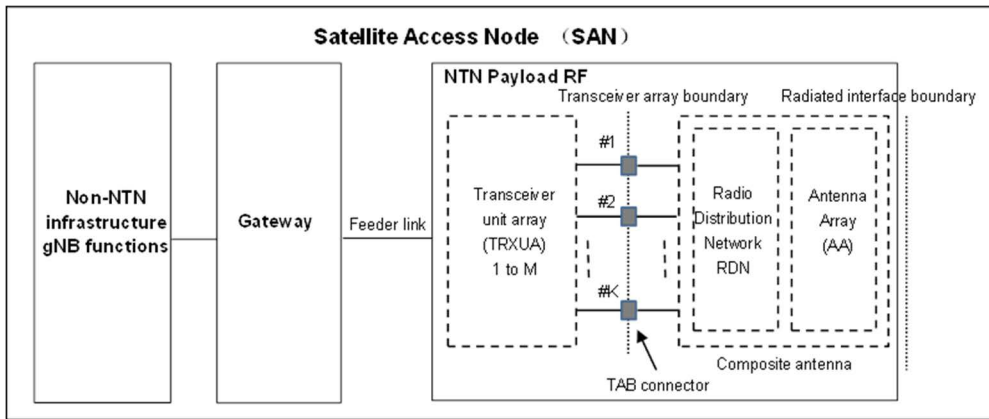 Satellite Access Node （SAN）
NTN Payload RF
Transceiver array boundary
Radiated interface boundary
Non-NTN
infrastructure
gNB functions
Gateway
Feeder link
Transceiver
unit array
(TRXUA)
1 to M
#1
#2
#K
Radio
Distribution
Network
RDN
Antenna
Array
(AA)
Composite antenna
TAB connector